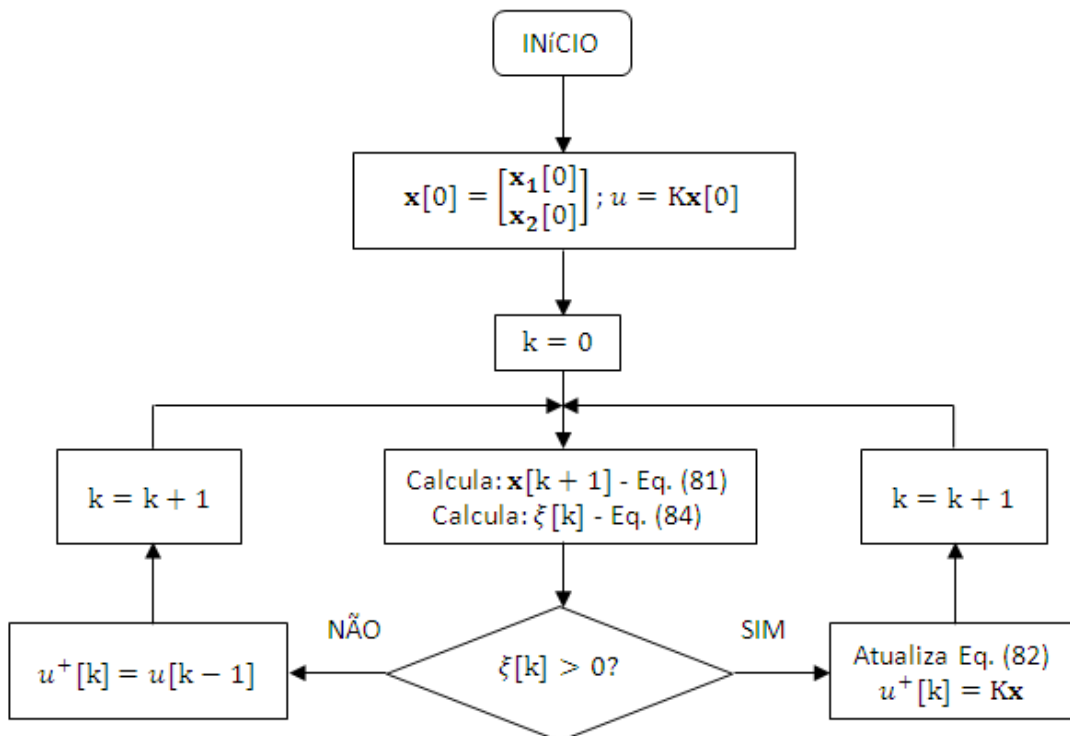 INíCIO
x[0] = [x₁[0] x₂[0]] ; u = Kx[0]
k = 0
k = k + 1
Calcula: x[k + 1] - Eq. (81)
Calcula: ξ[k] - Eq. (84)
k = k + 1
NÃO
SIM
u⁺[k] = u[k − 1]
ξ[k] > 0?
Atualiza Eq. (82)
u⁺[k] = Kx